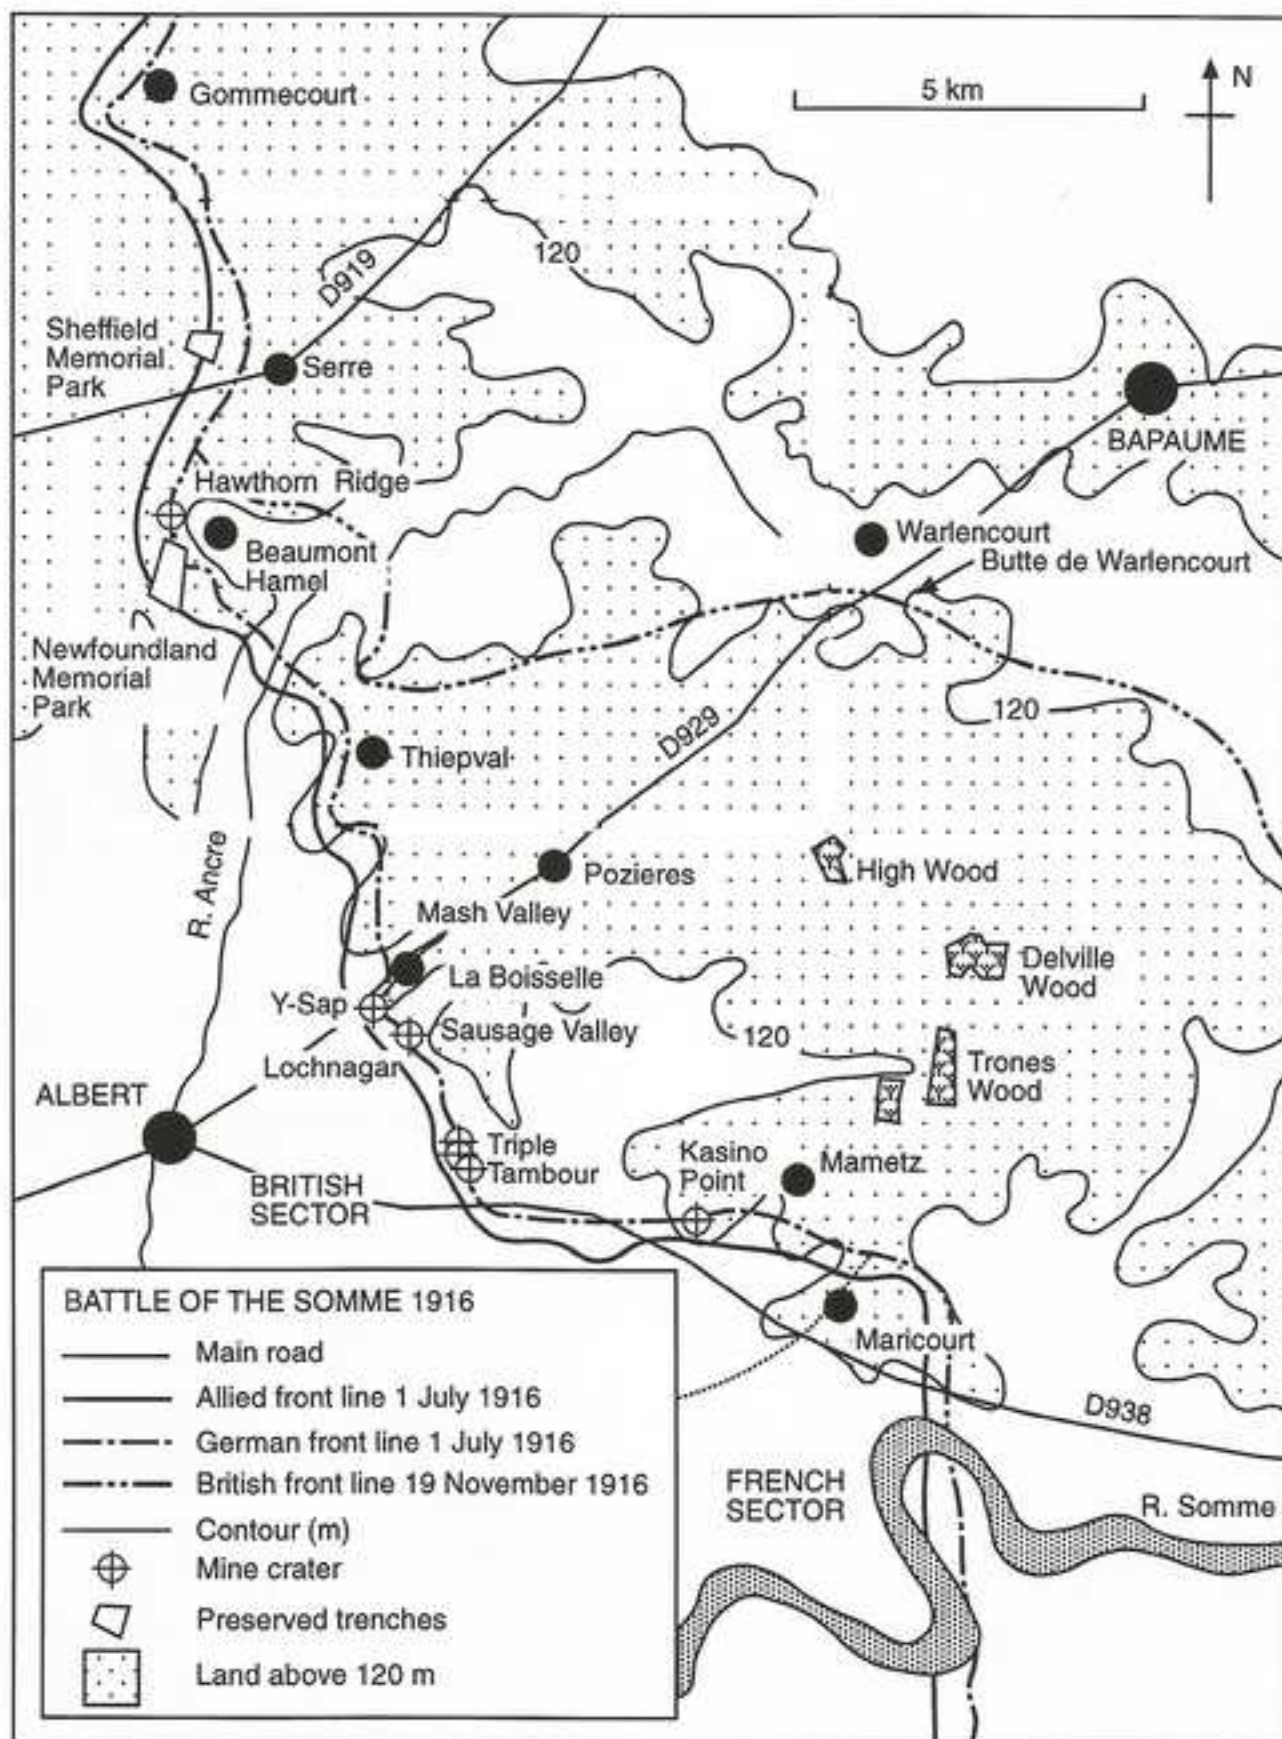 Gommecourt
5 km
N
D919
120
Sheffield
Memorial
Park
Serre
BAPAUME
Hawthorn Ridge
Beaumont
Hamel
Warlencourt
Butte de Warlencourt
Newfoundland
Memorial
Park
120
D929
Thiepval
R. Ancre
Pozieres
High Wood
Mash Valley
La Boisselle
Delville
Wood
Y-Sap
Sausage Valley
120
Lochnagar
Trones
Wood
ALBERT
Triple
Tambour
Kasino
Point
Mametz
BRITISH
SECTOR
Maricourt
D938
FRENCH
SECTOR
R. Somme
BATTLE OF THE SOMME 1916
Main road
Allied front line 1 July 1916
German front line 1 July 1916
British front line 19 November 1916
Contour (m)
Mine crater
Preserved trenches
Land above 120 m